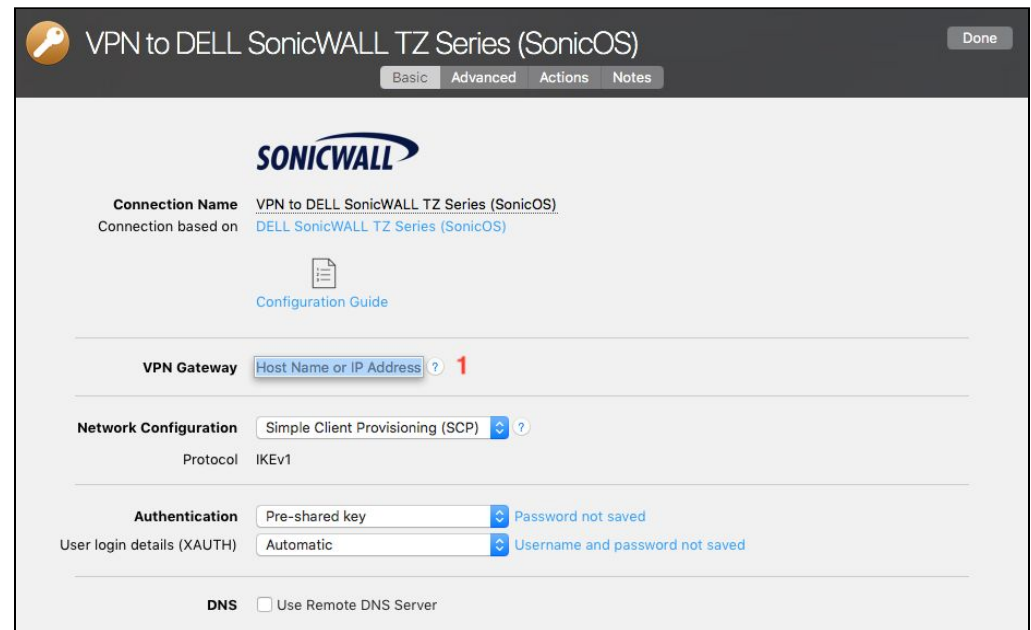 VPN to DELL SonicWALL TZ Series (SonicOS)
Done
Basic Advanced Actions Notes
SONICWALL
Connection Name VPN to DELL SonicWALL TZ Series (SonicOS)
Connection based on DELL SonicWALL TZ Series (SonicOS)
Configuration Guide
VPN Gateway Host Name or IP Address ? 1
Network Configuration Simple Client Provisioning (SCP) ?
Protocol IKEv1
Authentication Pre-shared key Password not saved
User login details (XAUTH) Automatic Username and password not saved
DNS Use Remote DNS Server